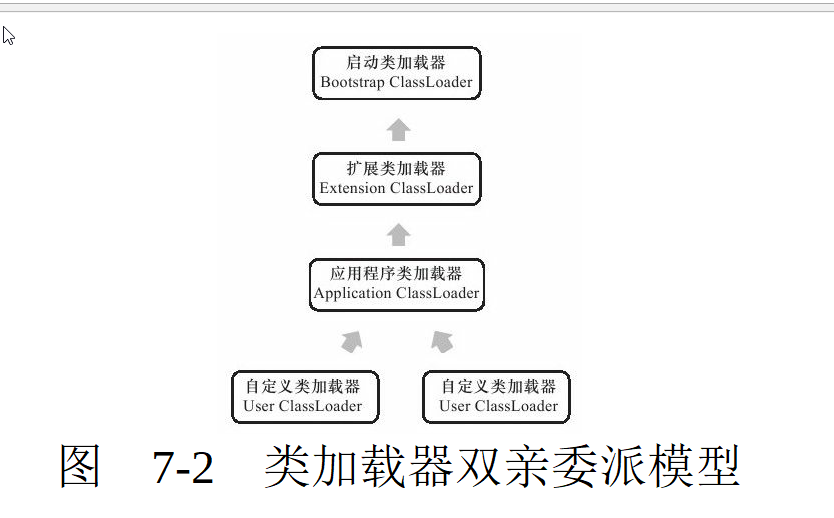 启动类加载器
Bootstrap ClassLoader
扩展类加载器
Extension ClassLoader
应用程序类加载器
Application ClassLoader
自定义类加载器
User ClassLoader
自定义类加载器
User ClassLoader
图 7-2 类加载器双亲委派模型